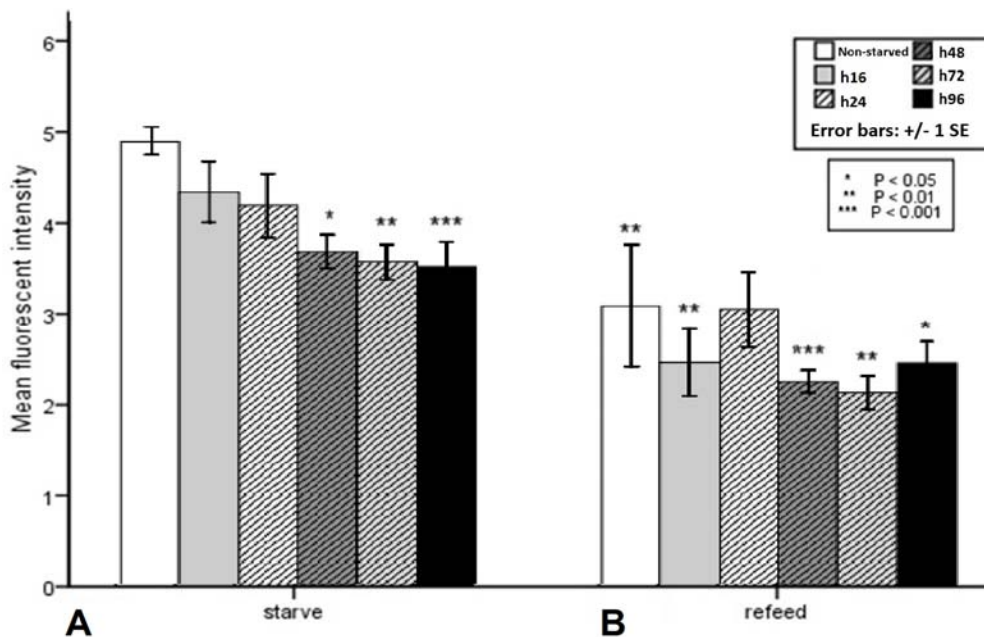 Mean fluorescent intensity
6
5
4
3
2
1
0
Non-starved
h16
h24
h48
h72
h96
Error bars: +/- 1 SE
* P < 0.05
** P < 0.01
*** P < 0.001
*
**
***
**
**
***
**
*
A
starve
B
refeed